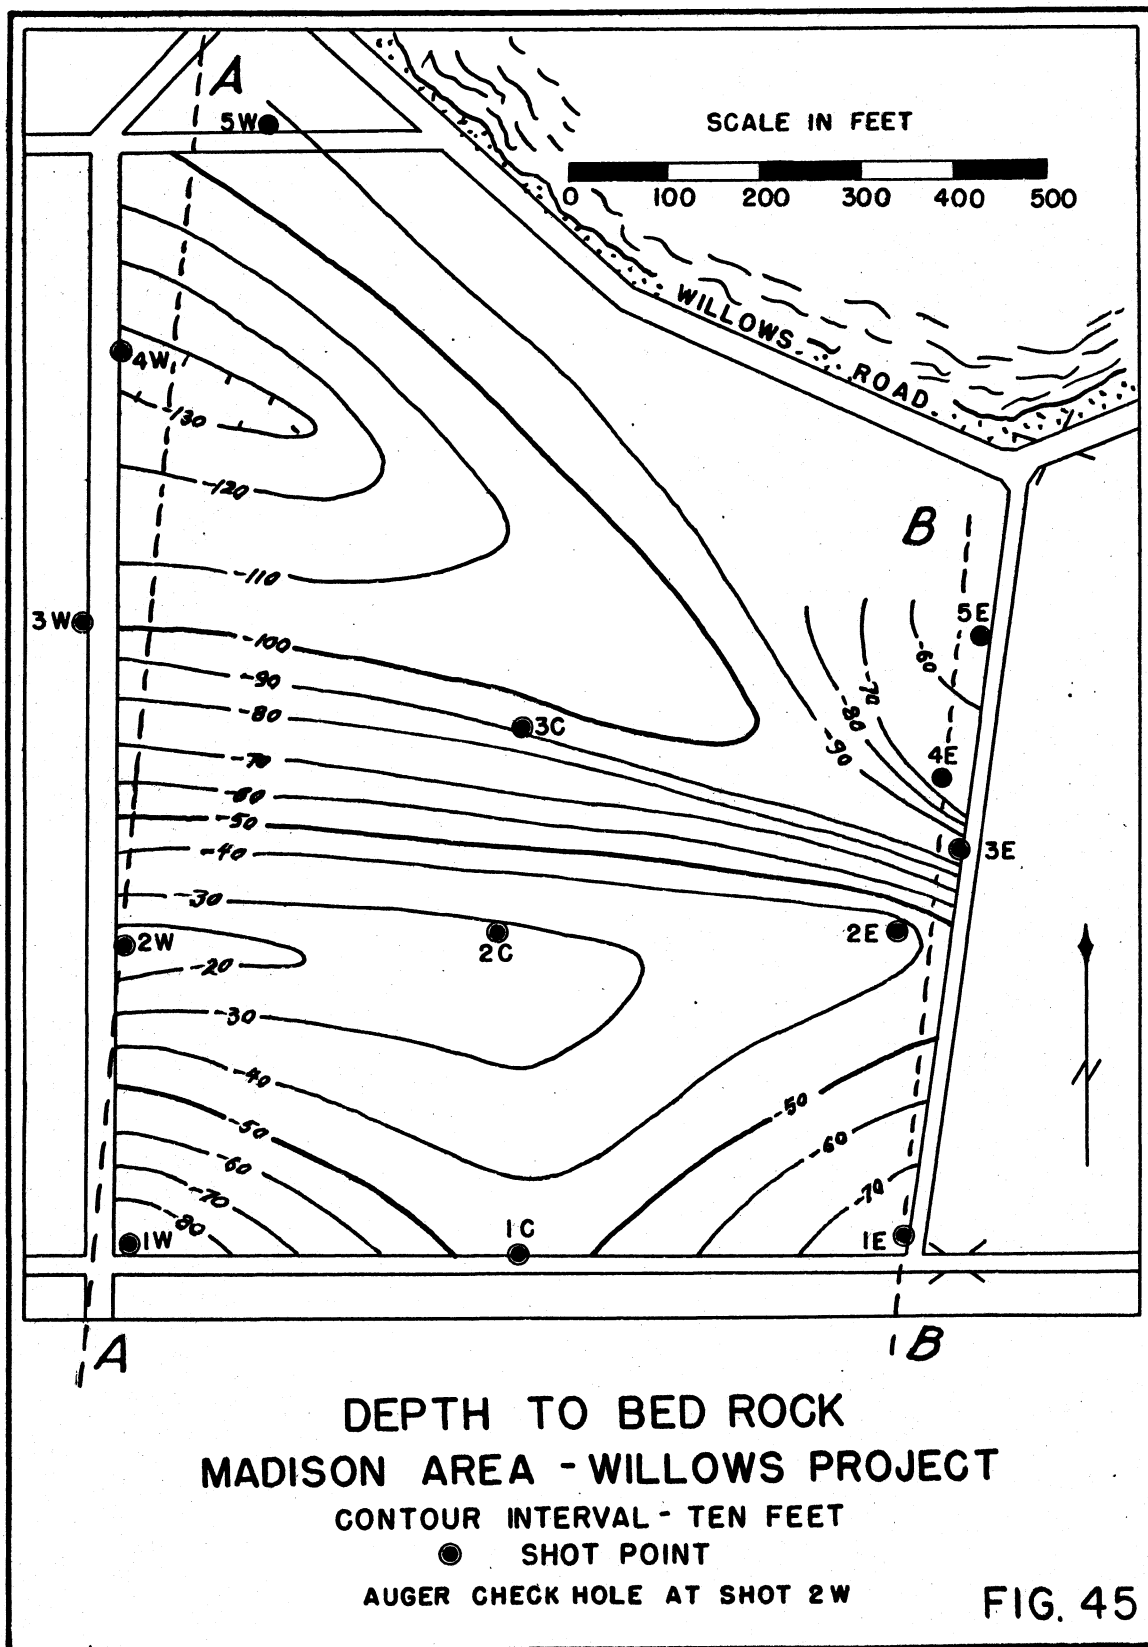 A
5W
SCALE IN FEET
0 100 200 300 400 500
WILLOWS ROAD
4W
-130
-120
B
-110
3W
5E
-100
-60
-90
-70
-80
3C
-80
-90
4E
-70
-60
-50
-40
3E
-30
2W
2C
2E
-20
-30
-40
-50
-50
-60
-60
-70
-70
-80
1W
1C
1E
N
A
B
DEPTH TO BED ROCK
MADISON AREA - WILLOWS PROJECT
CONTOUR INTERVAL - TEN FEET
SHOT POINT
AUGER CHECK HOLE AT SHOT 2W
FIG. 45